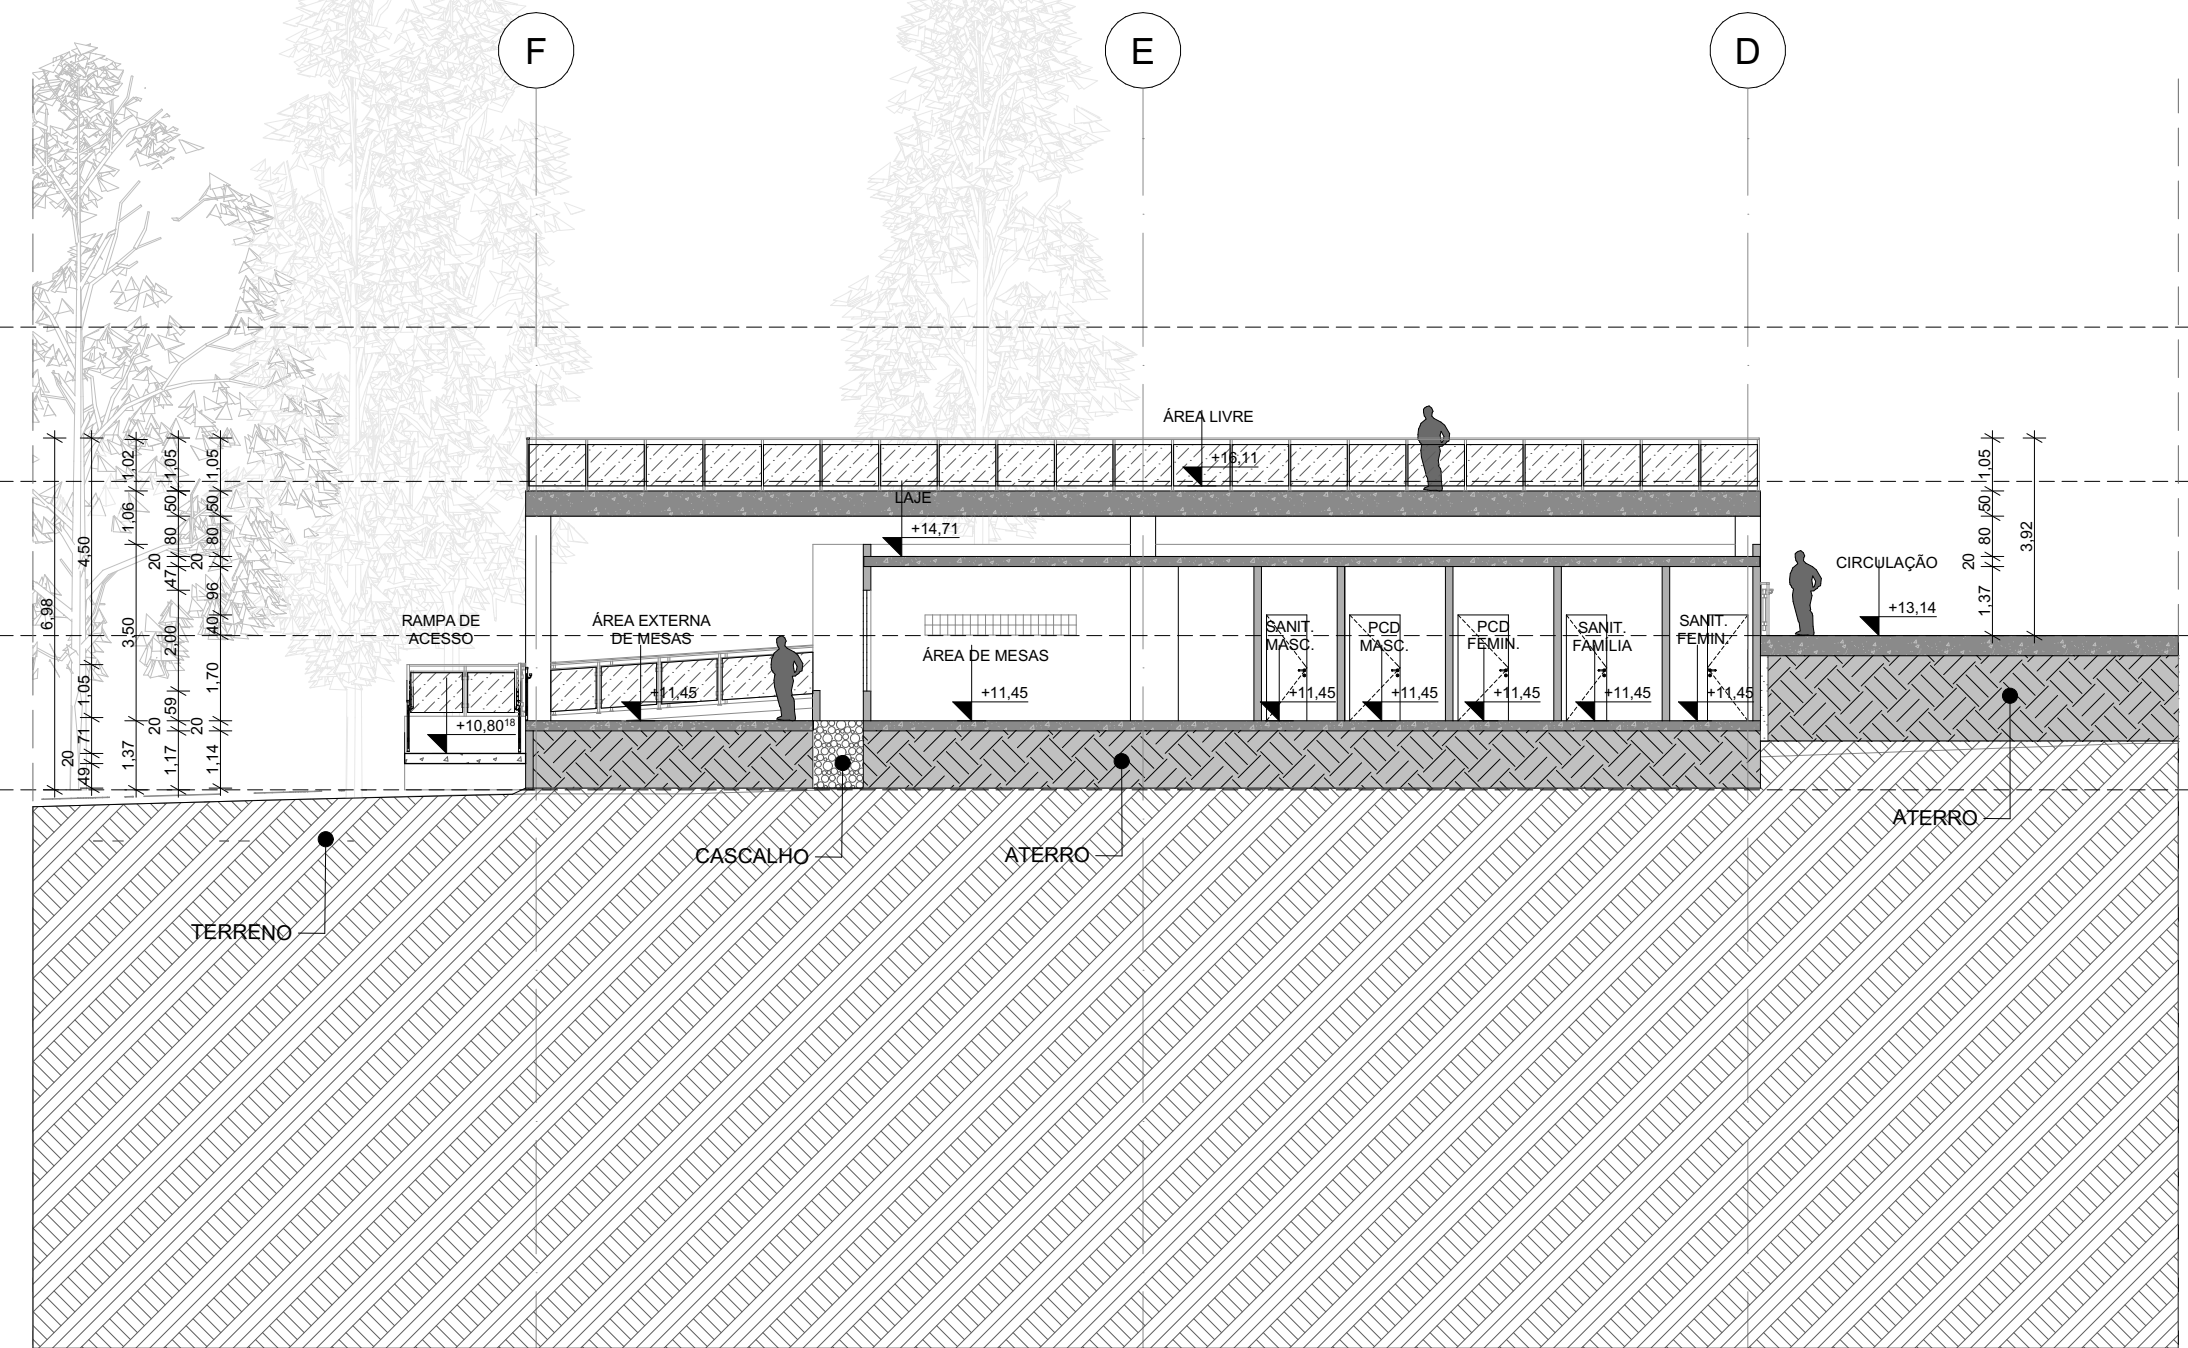 F
E
D
ÁREA LIVRE
+16,11
LAJE
+14,71
CIRCULAÇÃO
+13,14
RAMPA DE
ACESSO
+10,80¹⁸
ÁREA EXTERNA
DE MESAS
+11,45
ÁREA DE MESAS
+11,45
SANIT.
MASC.
+11,45
PCD
MASC.
+11,45
PCD
FEMIN.
+11,45
SANIT.
FAMÍLIA
+11,45
SANIT.
FEMIN.
+11,45
6,98
4,50
1,05
71
20
49
1,02
1,06
3,50
1,37
1,05
50
80
20
47
2,00
59
20
1,17
1,05
50
80
20
96
40
1,70
20
1,14
1,05
50
80
20
1,37
3,92
CASCALHO
ATERRO
ATERRO
TERRENO